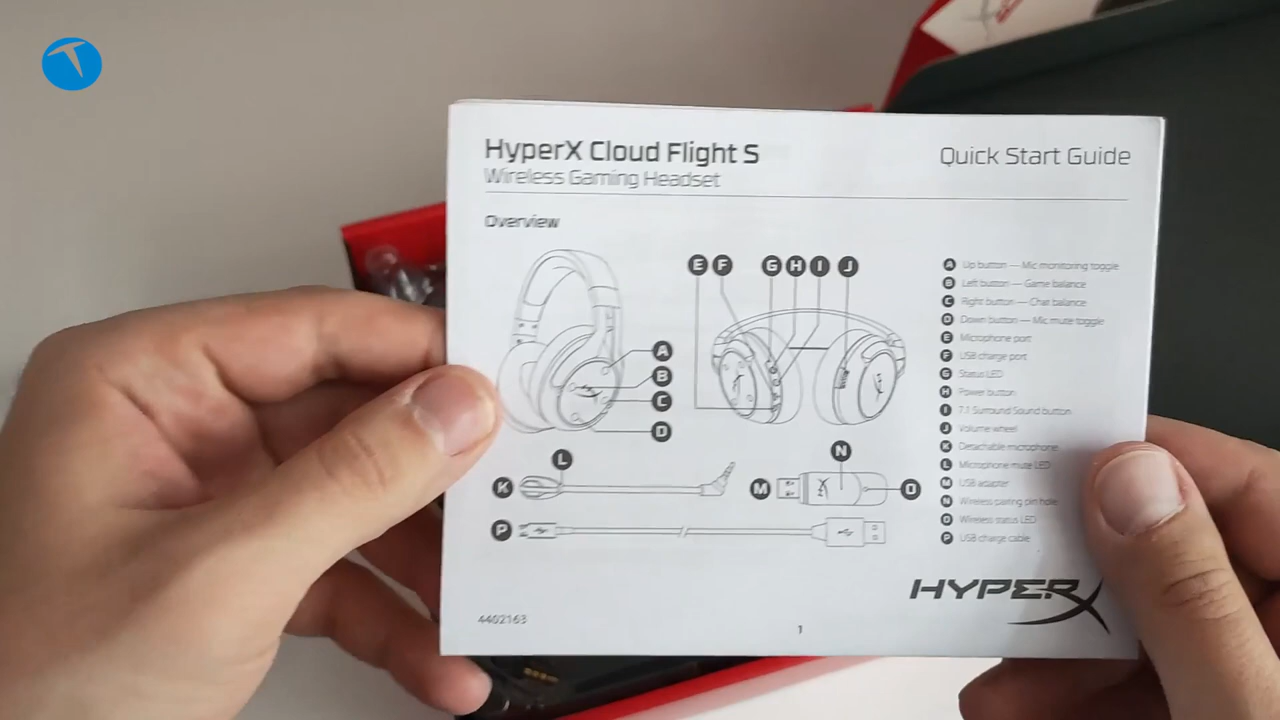 HyperX Cloud Flight S
Quick Start Guide
Wireless Gaming Headset
Overview
E F G H I J
A
B
C
D
L
K
N
M
O
P
A Up button — Mic monitoring toggle
B Left button — Game balance
C Right button — Chat balance
D Down button — Mic mute toggle
E Microphone port
F USB charge port
G Status LED
H Power button
I 7.1 Surround Sound button
J Volume wheel
K Detachable microphone
L Microphone mute LED
M USB adapter
N Wireless pairing pin hole
O Wireless status LED
P USB charge cable
HYPERX
4402163
1